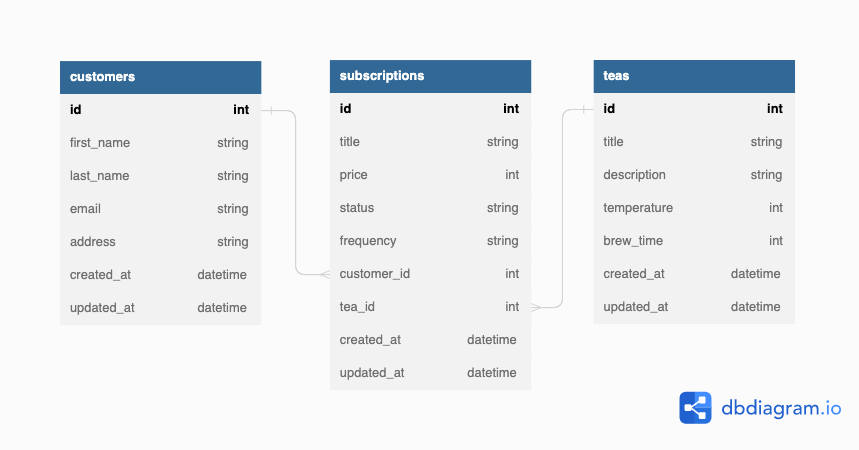 customers
id int
first_name string
last_name string
email string
address string
created_at datetime
updated_at datetime
subscriptions
id int
title string
price int
status string
frequency string
customer_id int
tea_id int
created_at datetime
updated_at datetime
teas
id int
title string
description string
temperature int
brew_time int
created_at datetime
updated_at datetime
dbdiagram.io